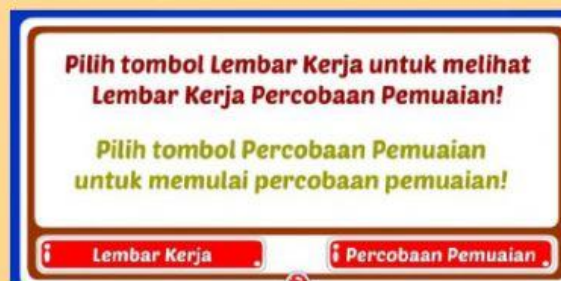 Pilih tombol Lembar Kerja untuk melihat
Lembar Kerja Percobaan Pemuaian!
Pilih tombol Percobaan Pemuaian
untuk memulai percobaan pemuaian!
Lembar Kerja
Percobaan Pemuaian